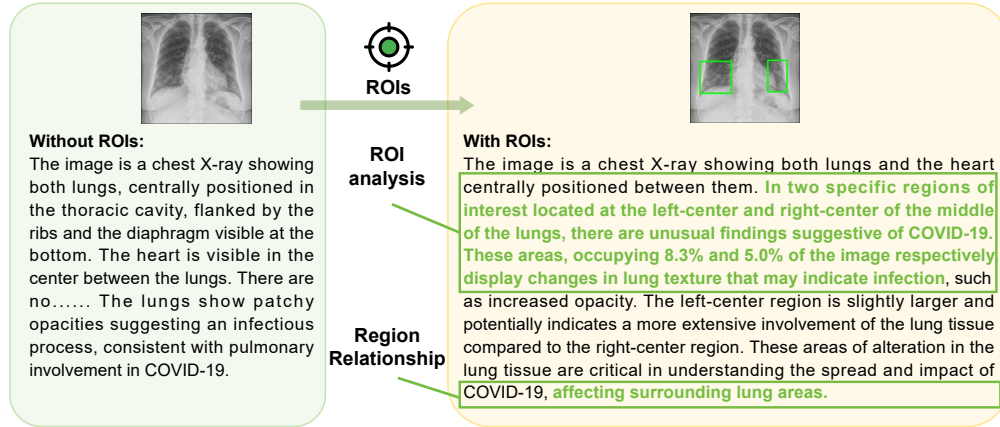 Without ROIs:
The image is a chest X-ray showing
both lungs, centrally positioned in
the thoracic cavity, flanked by the
ribs and the diaphragm visible at the
bottom. The heart is visible in the
center between the lungs. There are
no...... The lungs show patchy
opacities suggesting an infectious
process, consistent with pulmonary
involvement in COVID-19.
ROIs
ROI
analysis
Region
Relationship
With ROIs:
The image is a chest X-ray showing both lungs and the heart
centrally positioned between them. In two specific regions of
interest located at the left-center and right-center of the middle
of the lungs, there are unusual findings suggestive of COVID-19.
These areas, occupying 8.3% and 5.0% of the image respectively
display changes in lung texture that may indicate infection, such
as increased opacity. The left-center region is slightly larger and
potentially indicates a more extensive involvement of the lung tissue
compared to the right-center region. These areas of alteration in the
lung tissue are critical in understanding the spread and impact of
COVID-19, affecting surrounding lung areas.